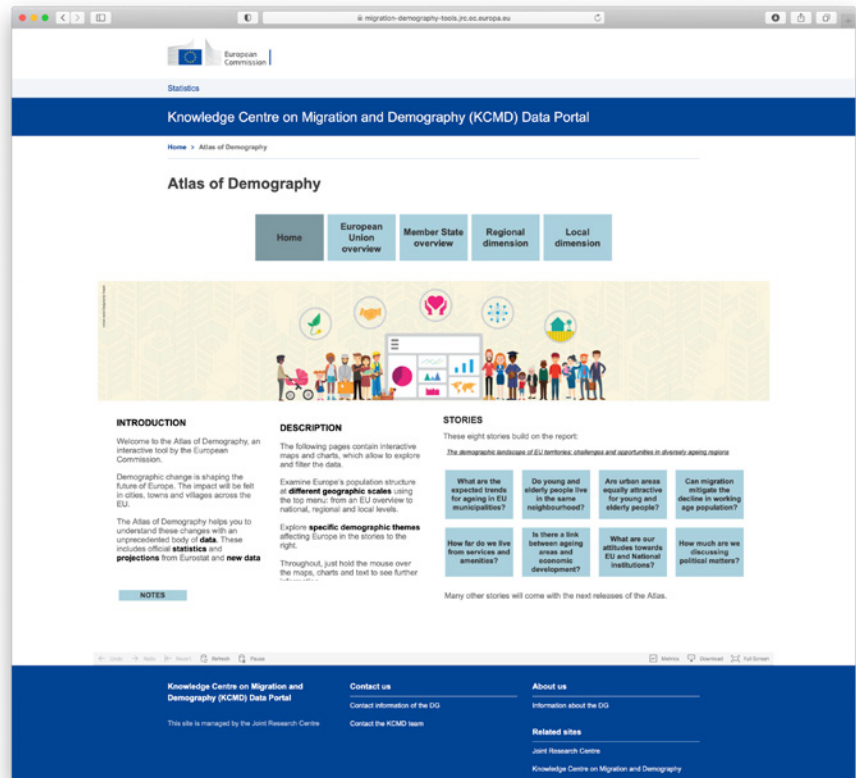 migration-demography-tools.jrc.ec.europa.eu
European
Commission
Statistics
Knowledge Centre on Migration and Demography (KCMD) Data Portal
Home > Atlas of Demography
Atlas of Demography
Home
European
Union
overview
Member State
overview
Regional
dimension
Local
dimension
INTRODUCTION
Welcome to the Atlas of Demography, an
interactive tool by the European
Commission.
Demographic change is shaping the
future of Europe. The impact will be felt
in cities, towns and villages across the
EU.
The Atlas of Demography helps you to
understand these changes with an
unprecedented body of data. These
includes official statistics and
projections from Eurostat and new data
NOTES
DESCRIPTION
The following pages contain interactive
maps and charts, which allow to explore
and filter the data.
Examine Europe's population structure
at different geographic scales using
the top menu: from an EU overview to
national, regional and local levels.
Explore specific demographic themes
affecting Europe in the stories to the
right.
Throughout, just hold the mouse over
the maps, charts and text to see further
STORIES
These eight stories build on the report:
The demographic landscape of EU territories: challenges and opportunities in diversely ageing regions
What are the
expected trends
for ageing in EU
municipalities?
Do young and
elderly people live
in the same
neighbourhood?
Are urban areas
equally attractive
for young and
elderly people?
Can migration
mitigate the
decline in working
age population?
How far do we live
from services and
amenities?
Is there a link
between ageing
areas and
economic
development?
What are our
attitudes towards
EU and National
institutions?
How much are we
discussing
political matters?
Many other stories will come with the next releases of the Atlas.
Undo
Redo
Revert
Refresh
Pause
Metrics
Download
Full Screen
Knowledge Centre on Migration and
Demography (KCMD) Data Portal
This site is managed by the Joint Research Centre
Contact us
Contact information of the DG
Contact the KCMD team
About us
Information about the DG
Related sites
Joint Research Centre
Knowledge Centre on Migration and Demography